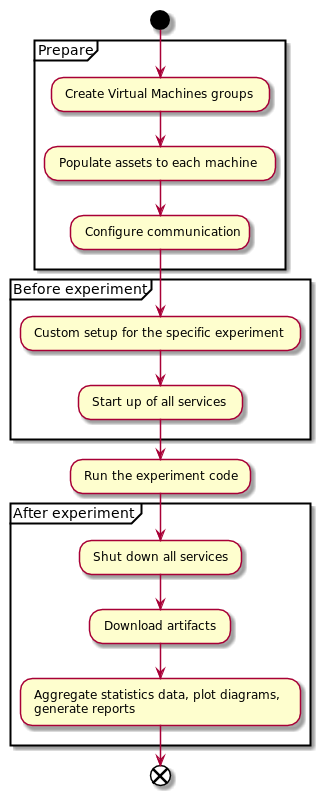 Prepare
Create Virtual Machines groups
Populate assets to each machine
Configure communication
Before experiment
Custom setup for the specific experiment
Start up of all services
Run the experiment code
After experiment
Shut down all services
Download artifacts
Aggregate statistics data, plot diagrams,
generate reports